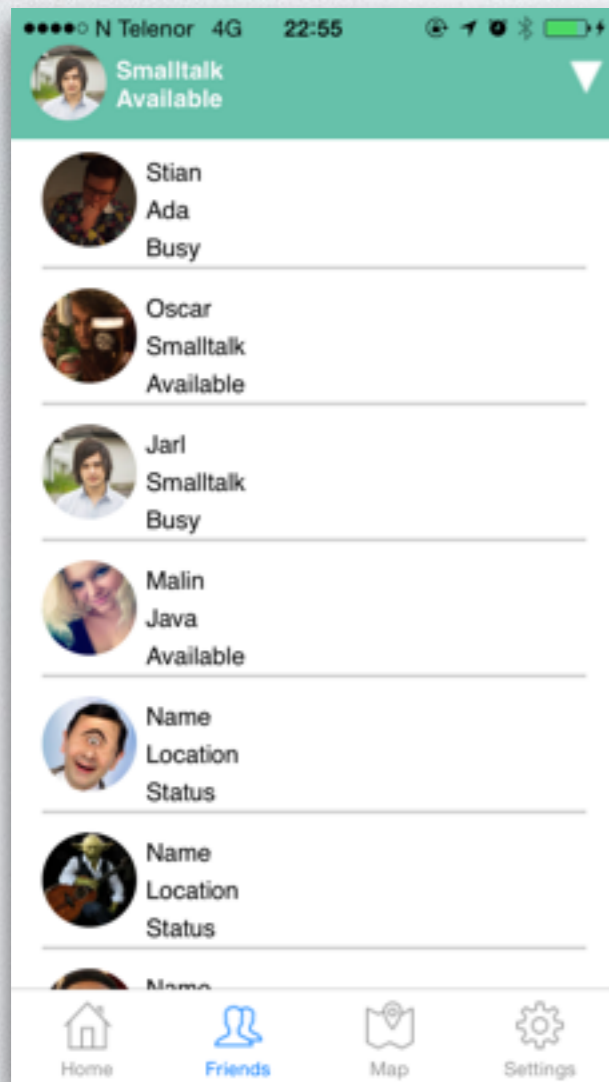 N Telenor 4G 22:55
Smalltalk
Available
Stian
Ada
Busy
Oscar
Smalltalk
Available
Jarl
Smalltalk
Busy
Malin
Java
Available
Name
Location
Status
Name
Location
Status
Name
Home Friends Map Settings